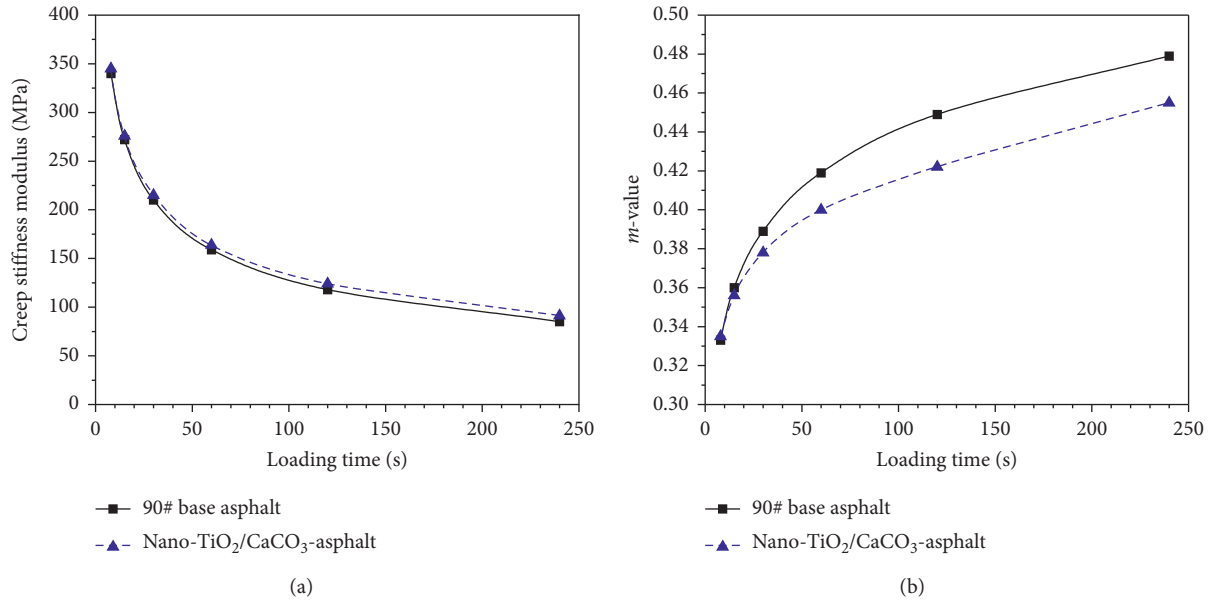 400
350
300
250
200
150
100
50
0
Creep stiffness modulus (MPa)
0 50 100 150 200 250
Loading time (s)
90# base asphalt
Nano-TiO₂/CaCO₃-asphalt
(a)
0.50
0.48
0.46
0.44
0.42
0.40
0.38
0.36
0.34
0.32
0.30
m-value
0 50 100 150 200 250
Loading time (s)
90# base asphalt
Nano-TiO₂/CaCO₃-asphalt
(b)